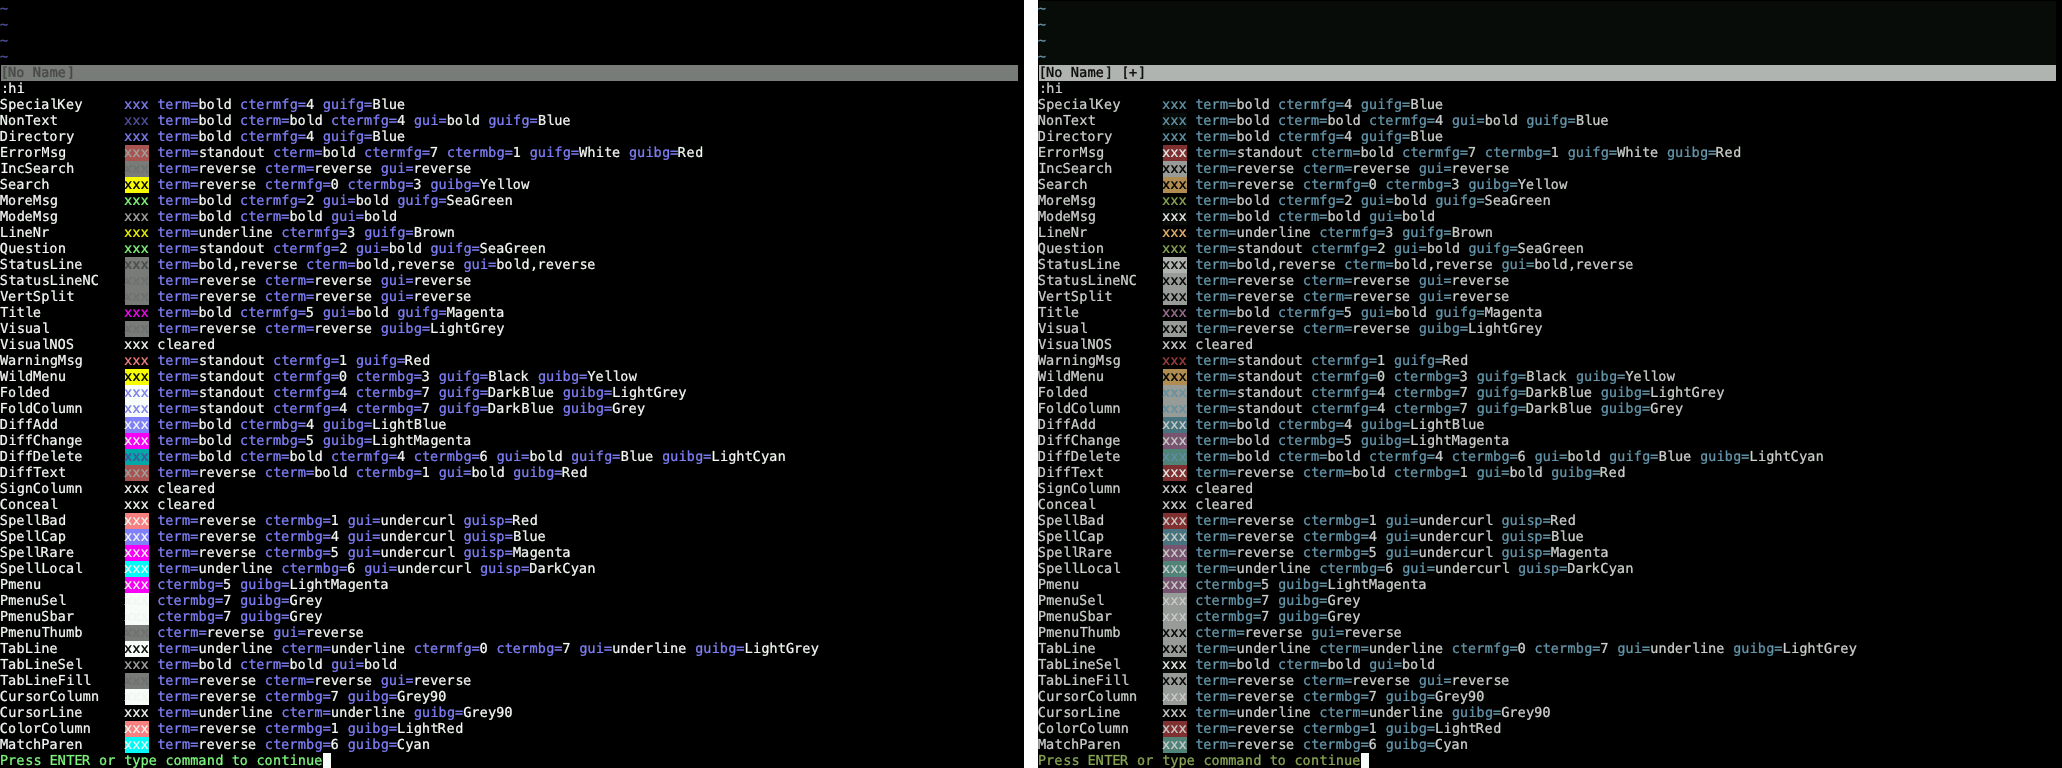 ~
~
~
~
[No Name]
:hi
SpecialKey     xxx term=bold ctermfg=4 guifg=Blue
NonText        xxx term=bold cterm=bold ctermfg=4 gui=bold guifg=Blue
Directory      xxx term=bold ctermfg=4 guifg=Blue
ErrorMsg       xxx term=standout cterm=bold ctermfg=7 ctermbg=1 guifg=White guibg=Red
IncSearch      xxx term=reverse cterm=reverse gui=reverse
Search         xxx term=reverse ctermfg=0 ctermbg=3 guibg=Yellow
MoreMsg        xxx term=bold ctermfg=2 gui=bold guifg=SeaGreen
ModeMsg        xxx term=bold cterm=bold gui=bold
LineNr         xxx term=underline ctermfg=3 guifg=Brown
Question       xxx term=standout ctermfg=2 gui=bold guifg=SeaGreen
StatusLine     xxx term=bold,reverse cterm=bold,reverse gui=bold,reverse
StatusLineNC   xxx term=reverse cterm=reverse gui=reverse
VertSplit      xxx term=reverse cterm=reverse gui=reverse
Title          xxx term=bold ctermfg=5 gui=bold guifg=Magenta
Visual         xxx term=reverse cterm=reverse guibg=LightGrey
VisualNOS      xxx cleared
WarningMsg     xxx term=standout ctermfg=1 guifg=Red
WildMenu       xxx term=standout ctermfg=0 ctermbg=3 guifg=Black guibg=Yellow
Folded         xxx term=standout ctermfg=4 ctermbg=7 guifg=DarkBlue guibg=LightGrey
FoldColumn     xxx term=standout ctermfg=4 ctermbg=7 guifg=DarkBlue guibg=Grey
DiffAdd        xxx term=bold ctermbg=4 guibg=LightBlue
DiffChange     xxx term=bold ctermbg=5 guibg=LightMagenta
DiffDelete     xxx term=bold cterm=bold ctermfg=4 ctermbg=6 gui=bold guifg=Blue guibg=LightCyan
DiffText       xxx term=reverse cterm=bold ctermbg=1 gui=bold guibg=Red
SignColumn     xxx cleared
Conceal        xxx cleared
SpellBad       xxx term=reverse ctermbg=1 gui=undercurl guisp=Red
SpellCap       xxx term=reverse ctermbg=4 gui=undercurl guisp=Blue
SpellRare      xxx term=reverse ctermbg=5 gui=undercurl guisp=Magenta
SpellLocal     xxx term=underline ctermbg=6 gui=undercurl guisp=DarkCyan
Pmenu          xxx ctermbg=5 guibg=LightMagenta
PmenuSel       ctermbg=7 guibg=Grey
PmenuSbar      ctermbg=7 guibg=Grey
PmenuThumb     xxx cterm=reverse gui=reverse
TabLine        xxx term=underline cterm=underline ctermfg=0 ctermbg=7 gui=underline guibg=LightGrey
TabLineSel     xxx term=bold cterm=bold gui=bold
TabLineFill    xxx term=reverse cterm=reverse gui=reverse
CursorColumn   term=reverse ctermbg=7 guibg=Grey90
CursorLine     xxx term=underline cterm=underline guibg=Grey90
ColorColumn    xxx term=reverse ctermbg=1 guibg=LightRed
MatchParen     xxx term=reverse ctermbg=6 guibg=Cyan
Press ENTER or type command to continue
~
~
~
~
[No Name] [+]
:hi
SpecialKey     xxx term=bold ctermfg=4 guifg=Blue
NonText        xxx term=bold cterm=bold ctermfg=4 gui=bold guifg=Blue
Directory      xxx term=bold ctermfg=4 guifg=Blue
ErrorMsg       xxx term=standout cterm=bold ctermfg=7 ctermbg=1 guifg=White guibg=Red
IncSearch      xxx term=reverse cterm=reverse gui=reverse
Search         xxx term=reverse ctermfg=0 ctermbg=3 guibg=Yellow
MoreMsg        xxx term=bold ctermfg=2 gui=bold guifg=SeaGreen
ModeMsg        xxx term=bold cterm=bold gui=bold
LineNr         xxx term=underline ctermfg=3 guifg=Brown
Question       xxx term=standout ctermfg=2 gui=bold guifg=SeaGreen
StatusLine     xxx term=bold,reverse cterm=bold,reverse gui=bold,reverse
StatusLineNC   xxx term=reverse cterm=reverse gui=reverse
VertSplit      xxx term=reverse cterm=reverse gui=reverse
Title          xxx term=bold ctermfg=5 gui=bold guifg=Magenta
Visual         xxx term=reverse cterm=reverse guibg=LightGrey
VisualNOS      xxx cleared
WarningMsg     xxx term=standout ctermfg=1 guifg=Red
WildMenu       xxx term=standout ctermfg=0 ctermbg=3 guifg=Black guibg=Yellow
Folded         xxx term=standout ctermfg=4 ctermbg=7 guifg=DarkBlue guibg=LightGrey
FoldColumn     xxx term=standout ctermfg=4 ctermbg=7 guifg=DarkBlue guibg=Grey
DiffAdd        xxx term=bold ctermbg=4 guibg=LightBlue
DiffChange     xxx term=bold ctermbg=5 guibg=LightMagenta
DiffDelete     xxx term=bold cterm=bold ctermfg=4 ctermbg=6 gui=bold guifg=Blue guibg=LightCyan
DiffText       xxx term=reverse cterm=bold ctermbg=1 gui=bold guibg=Red
SignColumn     xxx cleared
Conceal        xxx cleared
SpellBad       xxx term=reverse ctermbg=1 gui=undercurl guisp=Red
SpellCap       xxx term=reverse ctermbg=4 gui=undercurl guisp=Blue
SpellRare      xxx term=reverse ctermbg=5 gui=undercurl guisp=Magenta
SpellLocal     xxx term=underline ctermbg=6 gui=undercurl guisp=DarkCyan
Pmenu          xxx ctermbg=5 guibg=LightMagenta
PmenuSel       xxx ctermbg=7 guibg=Grey
PmenuSbar      xxx ctermbg=7 guibg=Grey
PmenuThumb     xxx cterm=reverse gui=reverse
TabLine        xxx term=underline cterm=underline ctermfg=0 ctermbg=7 gui=underline guibg=LightGrey
TabLineSel     xxx term=bold cterm=bold gui=bold
TabLineFill    xxx term=reverse cterm=reverse gui=reverse
CursorColumn   xxx term=reverse ctermbg=7 guibg=Grey90
CursorLine     xxx term=underline cterm=underline guibg=Grey90
ColorColumn    xxx term=reverse ctermbg=1 guibg=LightRed
MatchParen     xxx term=reverse ctermbg=6 guibg=Cyan
Press ENTER or type command to continue